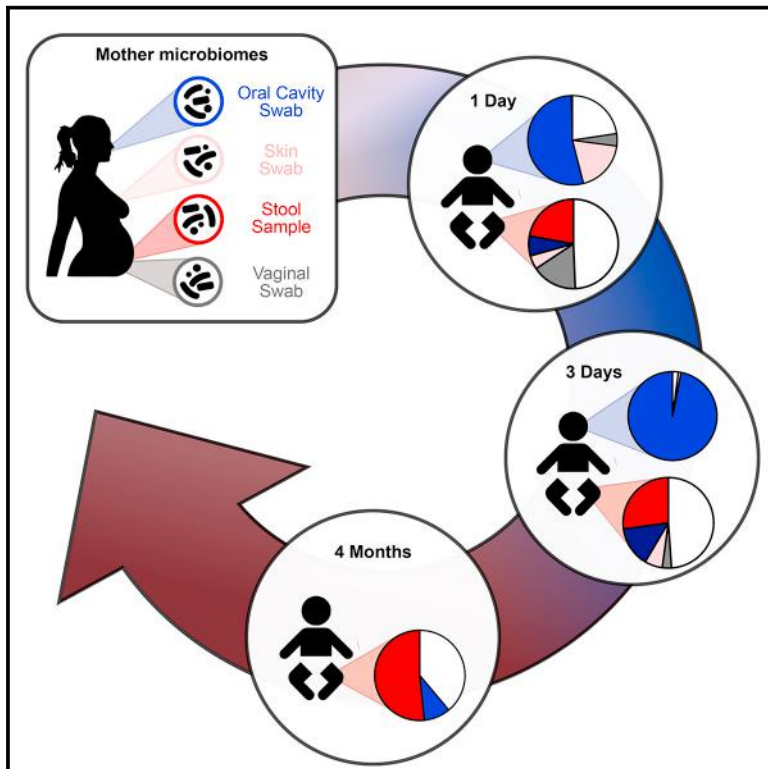 Mother microbiomes
Oral Cavity
Swab
Skin
Swab
Stool
Sample
Vaginal
Swab
1 Day
3 Days
4 Months